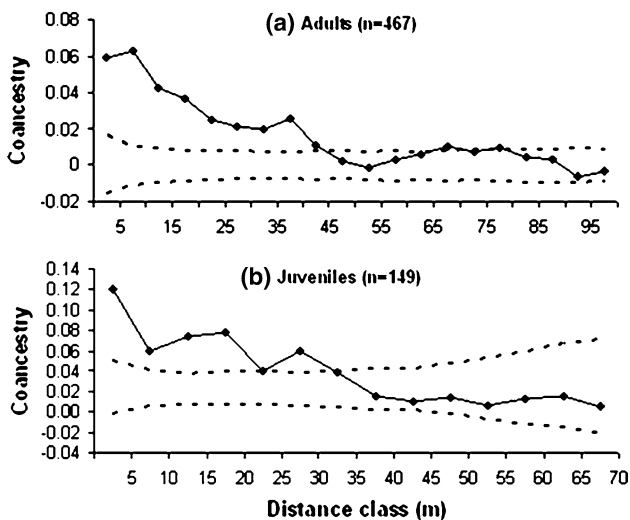 (a) Adults (n=467)
Coancestry
0.08
0.06
0.04
0.02
0
-0.02
5 15 25 35 45 55 65 75 85 95
(b) Juveniles (n=149)
Coancestry
0.14
0.12
0.10
0.08
0.06
0.04
0.02
0.00
-0.02
-0.04
5 10 15 20 25 30 35 40 45 50 55 60 65 70
Distance class (m)